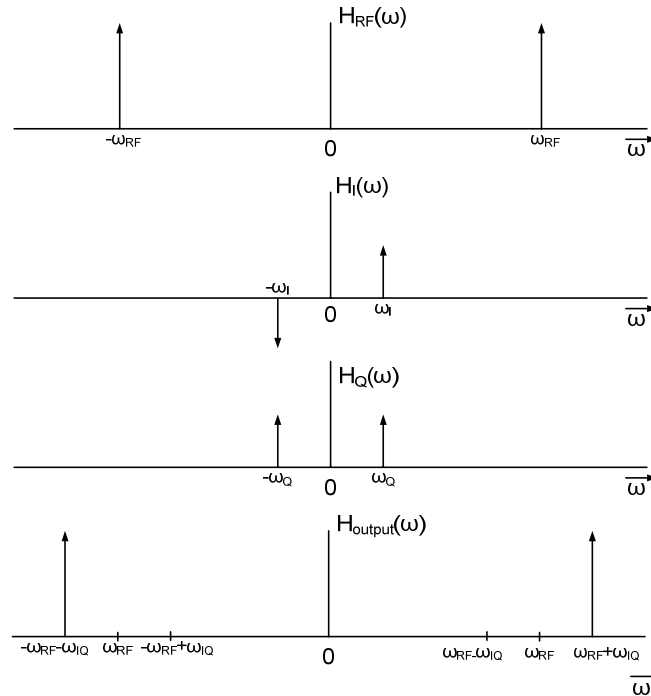 H_RF(ω)
-ω_RF 0 ω_RF ω
H_I(ω)
-ω_I
0 ω_I ω
H_Q(ω)
-ω_Q 0 ω_Q ω
H_output(ω)
-ω_RF-ω_IQ ω_RF -ω_RF+ω_IQ 0 ω_RF-ω_IQ ω_RF ω_RF+ω_IQ
ω